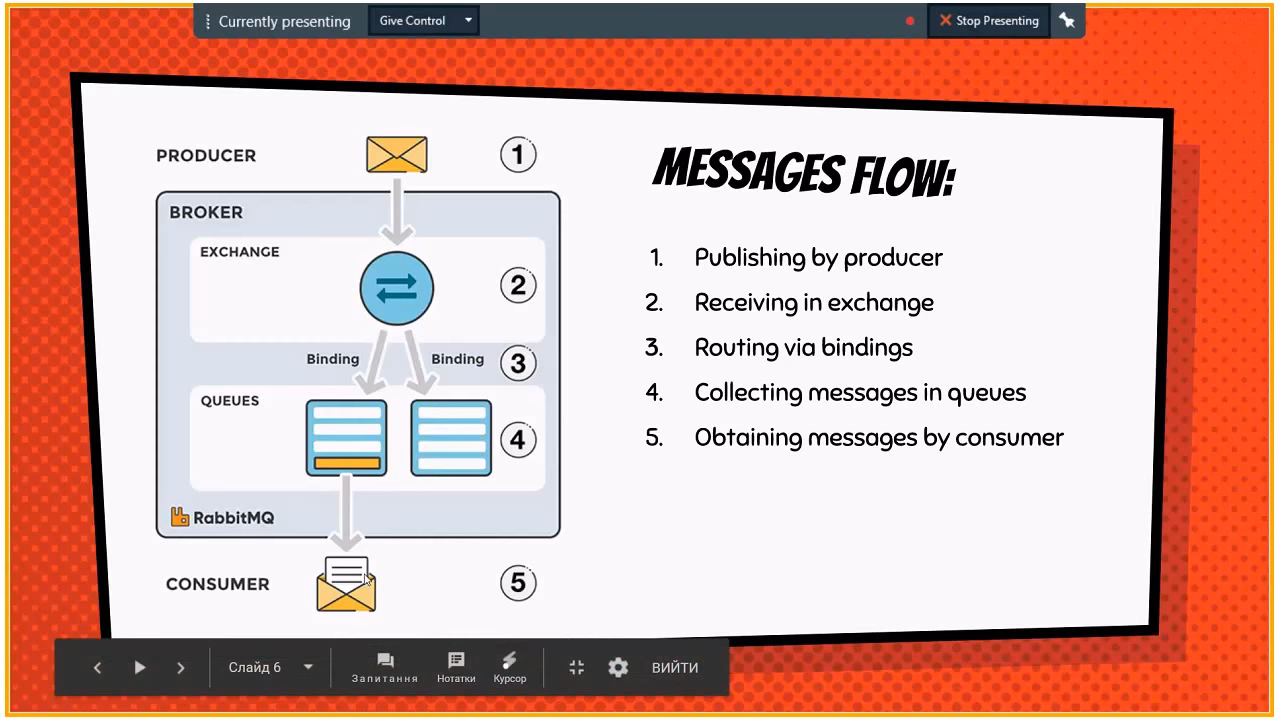 Currently presenting
Give Control
Stop Presenting
PRODUCER
1
BROKER
EXCHANGE
2
Binding
Binding
3
QUEUES
4
RabbitMQ
CONSUMER
5
MESSAGES FLOW:
1. Publishing by producer
2. Receiving in exchange
3. Routing via bindings
4. Collecting messages in queues
5. Obtaining messages by consumer
Слайд 6
Запитання
Нотатки
Курсор
ВИЙТИ